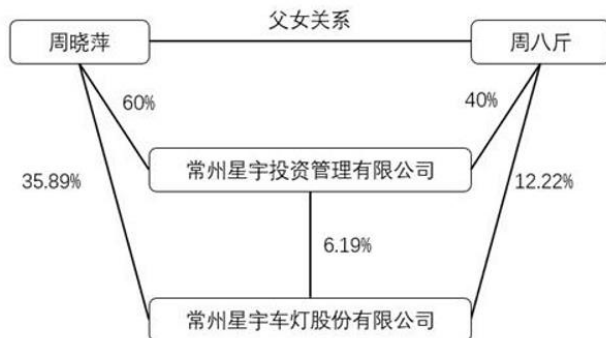 父女关系
周晓萍
周八斤
60%
40%
常州星宇投资管理有限公司
35.89%
12.22%
6.19%
常州星宇车灯股份有限公司